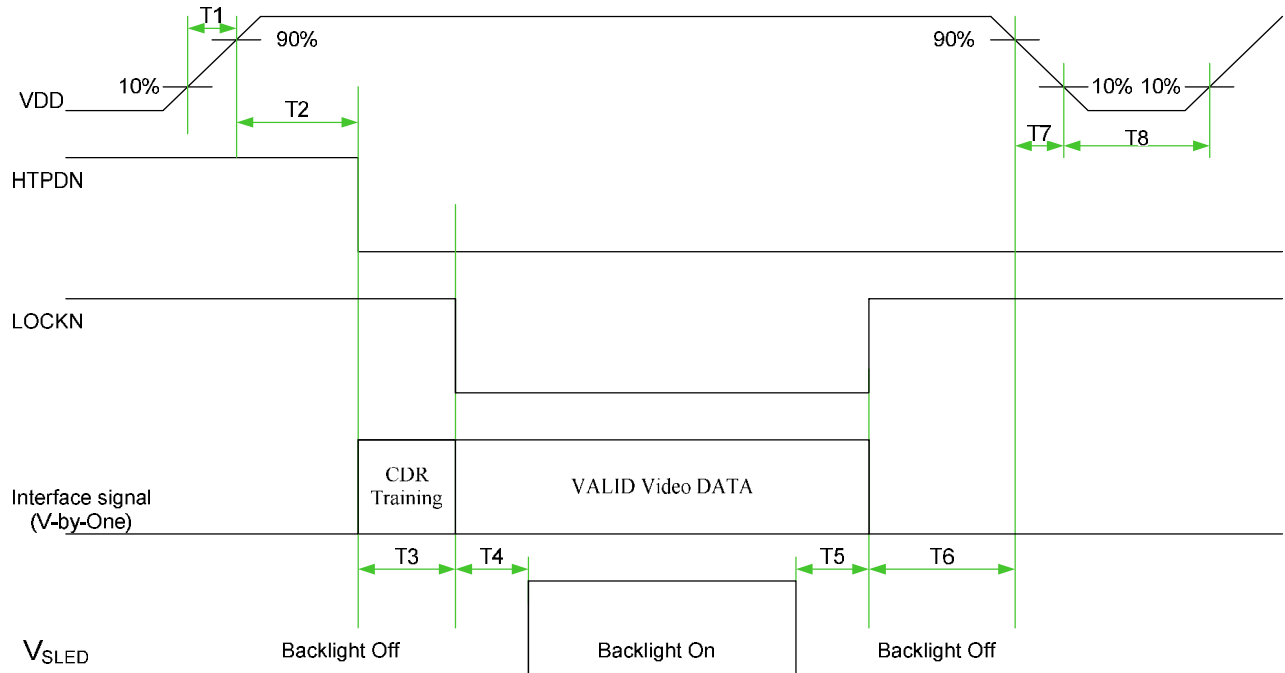 T1
90%
90%
10%
10% 10%
VDD
T2
T7
T8
HTPDN
LOCKN
CDR
Training
VALID Video DATA
Interface signal
(V-by-One)
T3
T4
T5
T6
VSLED
Backlight Off
Backlight On
Backlight Off